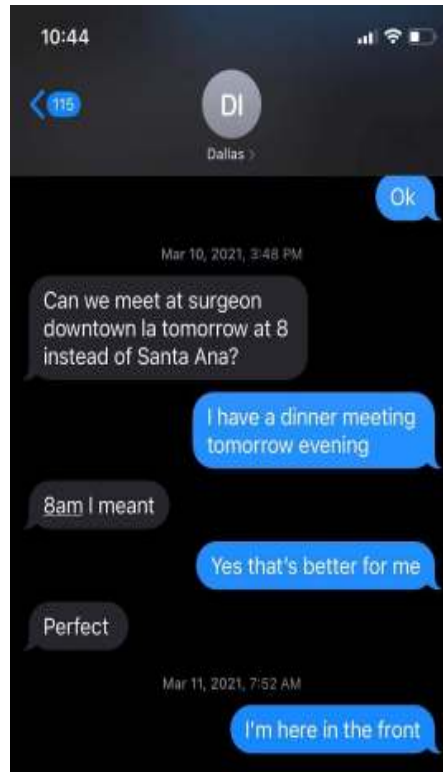 10:44
115
DI
Dallas >
Ok
Mar 10, 2021, 3:48 PM
Can we meet at surgeon
downtown la tomorrow at 8
instead of Santa Ana?
I have a dinner meeting
tomorrow evening
8am I meant
Yes that's better for me
Perfect
Mar 11, 2021, 7:52 AM
I'm here in the front